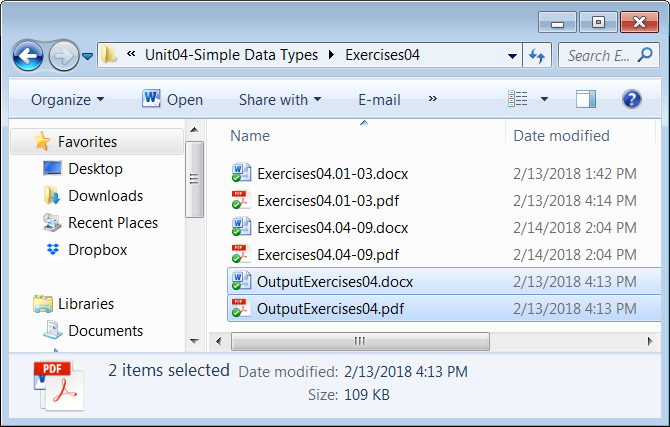 « Unit04-Simple Data Types Exercises04 Search E...
Organize Open Share with E-mail »
Favorites
Desktop
Downloads
Recent Places
Dropbox
Libraries
Documents
Name Date modified
Exercises04.01-03.docx 2/13/2018 1:42 PM
Exercises04.01-03.pdf 2/13/2018 4:14 PM
Exercises04.04-09.docx 2/14/2018 2:04 PM
Exercises04.04-09.pdf 2/14/2018 2:04 PM
OutputExercises04.docx 2/13/2018 4:13 PM
OutputExercises04.pdf 2/13/2018 4:13 PM
PDF
2 items selected Date modified: 2/13/2018 4:13 PM
Size: 109 KB